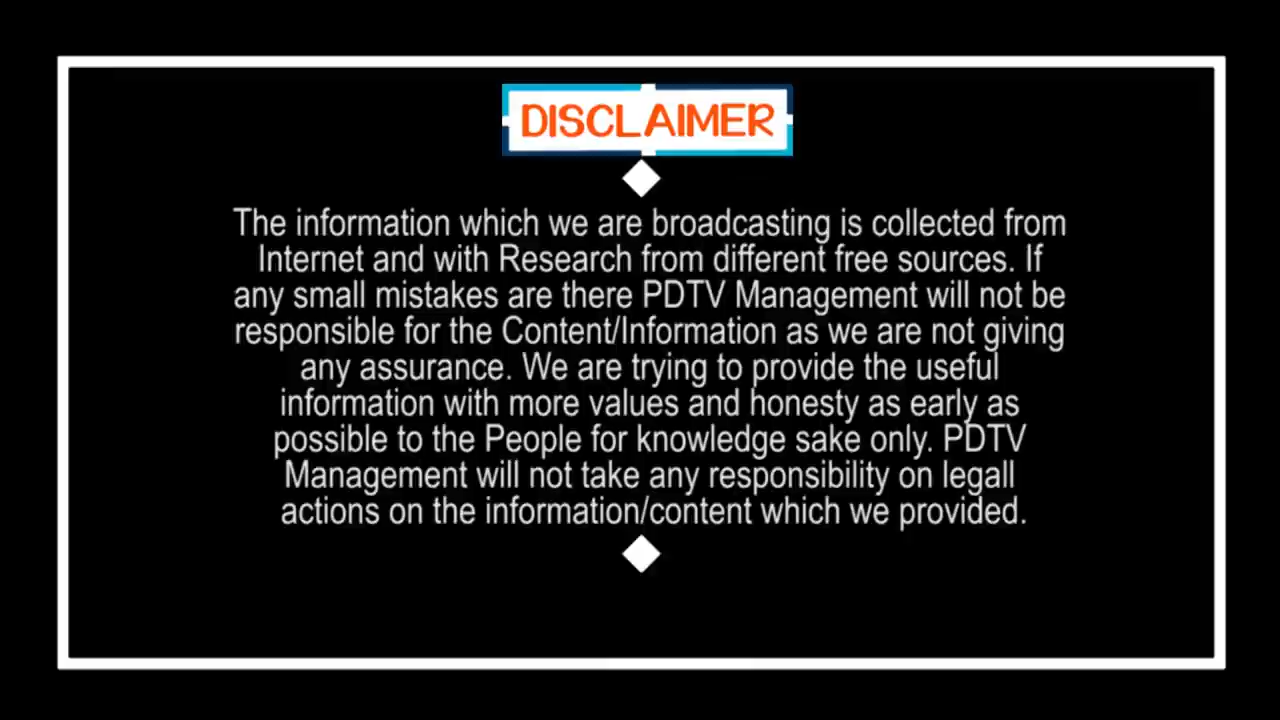 DISCLAIMER
The information which we are broadcasting is collected from
Internet and with Research from different free sources. If
any small mistakes are there PDTV Management will not be
responsible for the Content/Information as we are not giving
any assurance. We are trying to provide the useful
information with more values and honesty as early as
possible to the People for knowledge sake only. PDTV
Management will not take any responsibility on legall
actions on the information/content which we provided.